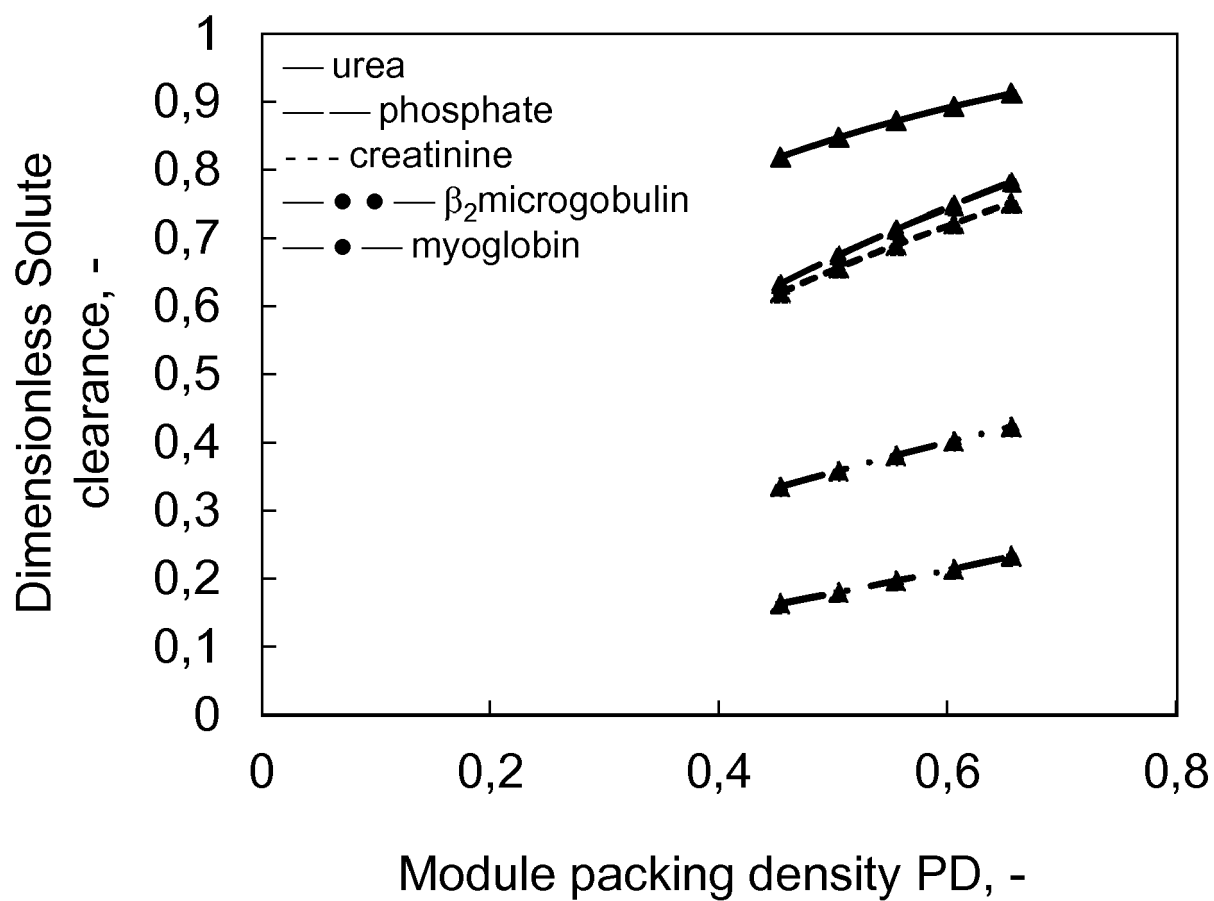 1
0,9
0,8
0,7
0,6
0,5
0,4
0,3
0,2
0,1
0
urea
phosphate
creatinine
β₂microgobulin
myoglobin
0
0,2
0,4
0,6
0,8
Dimensionless Solute
clearance, -
Module packing density PD, -